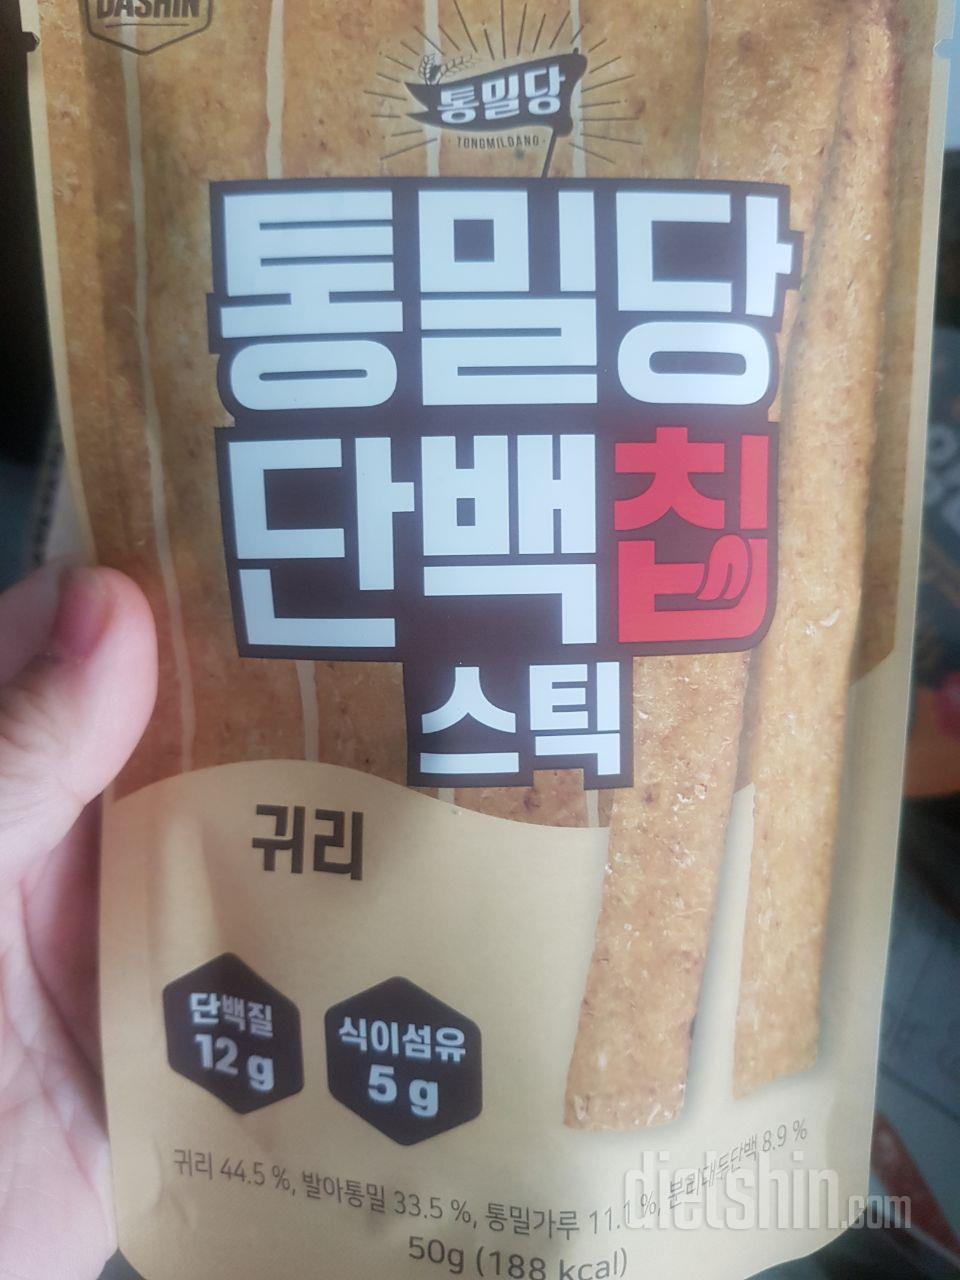 DASHIN
통밀당
· TONGMILDANG ·
통밀당
단백칩
스틱
귀리
단백질
12 g
식이섬유
5 g
귀리 44.5 %, 발아통밀 33.5 %, 통밀가루 11.1 %, 분리대두단백 8.9 %
50g (188 kcal)
dietshin.com